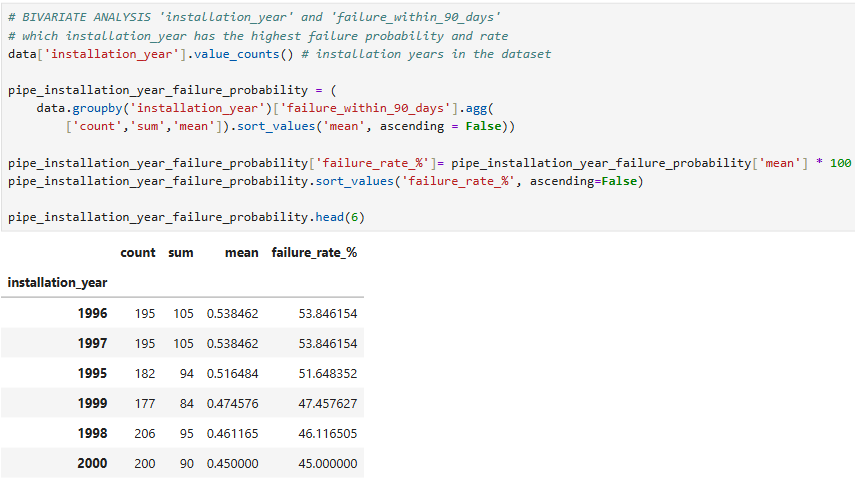 # BIVARIATE ANALYSIS 'installation_year' and 'failure_within_90_days'
# which installation_year has the highest failure probability and rate
data['installation_year'].value_counts() # installation years in the dataset
pipe_installation_year_failure_probability = (
data.groupby('installation_year')['failure_within_90_days'].agg(
['count','sum','mean']).sort_values('mean', ascending = False))
pipe_installation_year_failure_probability['failure_rate_%']= pipe_installation_year_failure_probability['mean'] * 100
pipe_installation_year_failure_probability.sort_values('failure_rate_%', ascending=False)
pipe_installation_year_failure_probability.head(6)
count sum mean failure_rate_%
installation_year
1996 195 105 0.538462 53.846154
1997 195 105 0.538462 53.846154
1995 182 94 0.516484 51.648352
1999 177 84 0.474576 47.457627
1998 206 95 0.461165 46.116505
2000 200 90 0.450000 45.000000